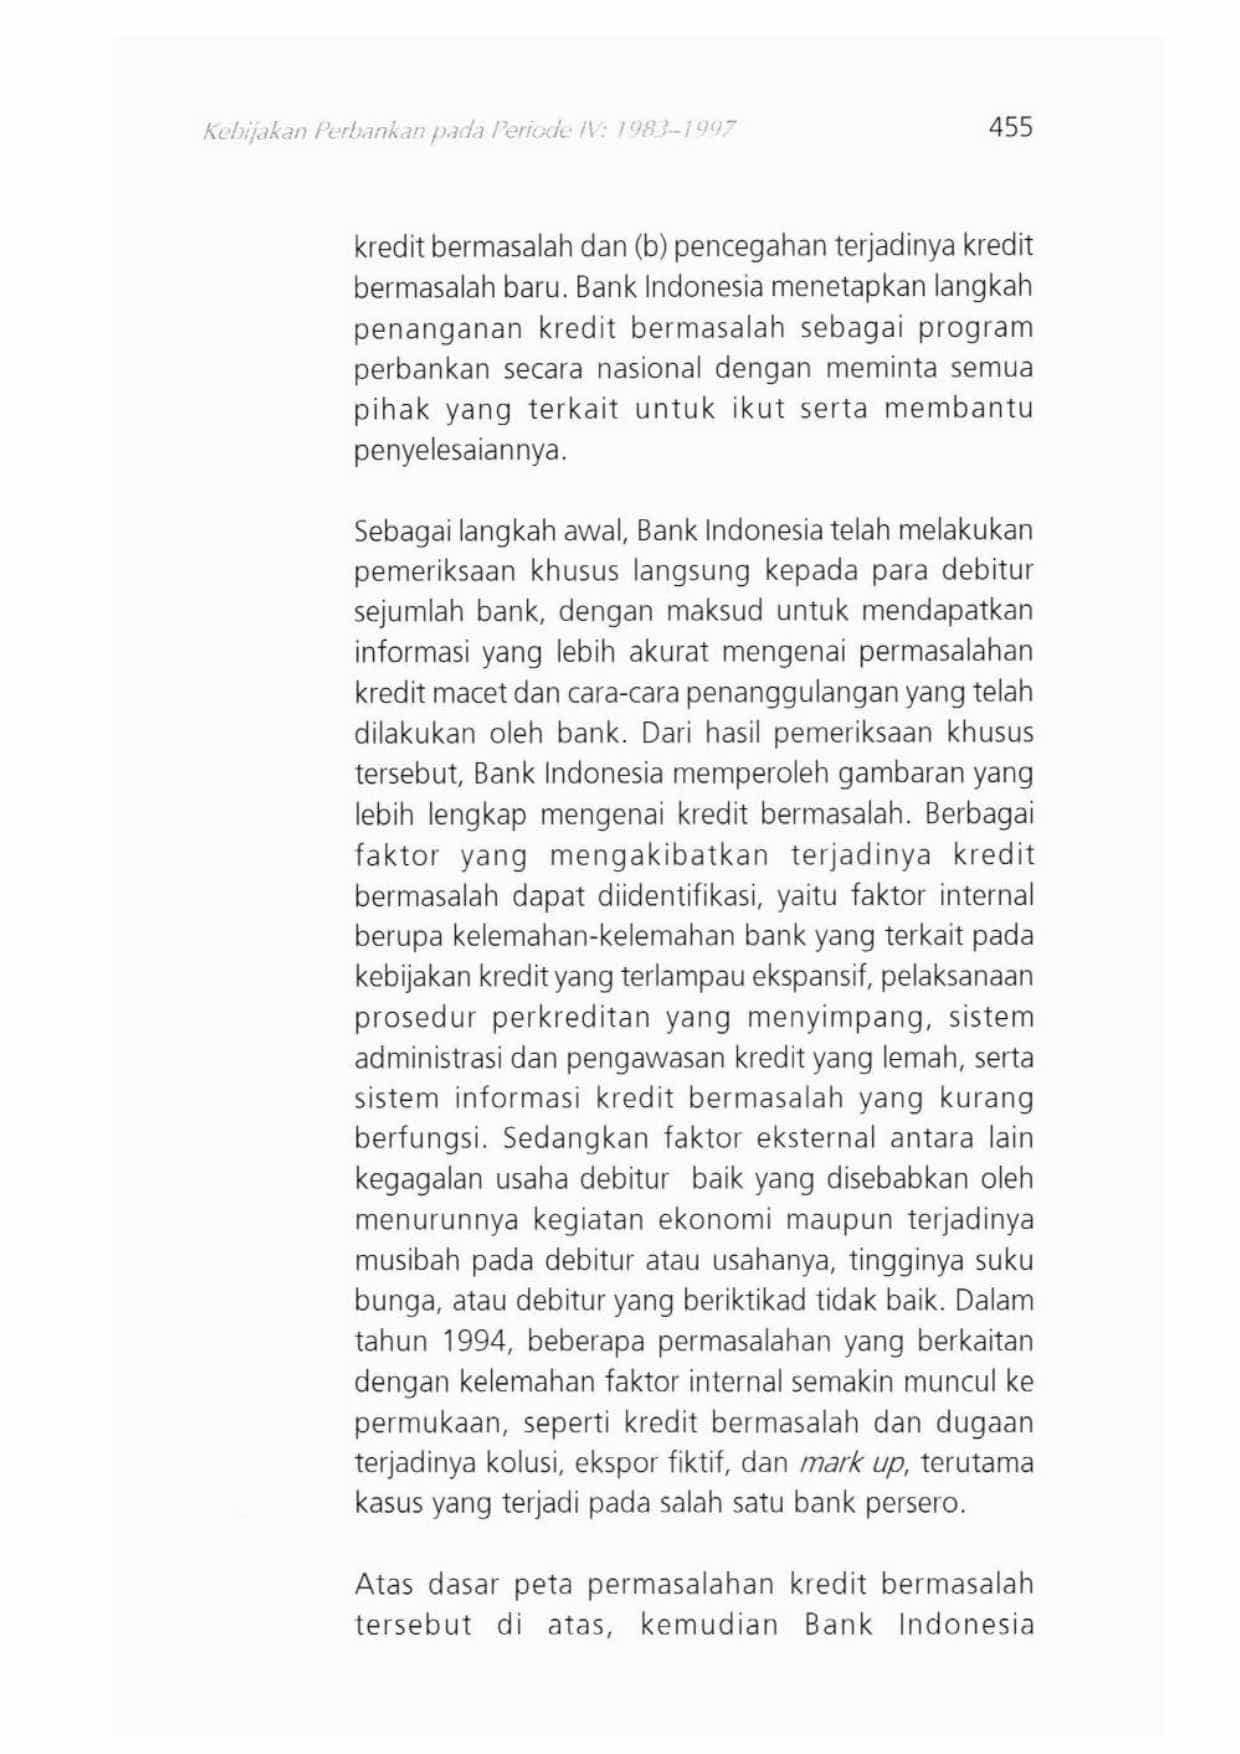 Kebijakan Perbankan pada Periode IV: 1983–1997 455
kredit bermasalah dan (b) pencegahan terjadinya kredit
bermasalah baru. Bank Indonesia menetapkan langkah
penanganan kredit bermasalah sebagai program
perbankan secara nasional dengan meminta semua
pihak yang terkait untuk ikut serta membantu
penyelesaiannya.
Sebagai langkah awal, Bank Indonesia telah melakukan
pemeriksaan khusus langsung kepada para debitur
sejumlah bank, dengan maksud untuk mendapatkan
informasi yang lebih akurat mengenai permasalahan
kredit macet dan cara-cara penanggulangan yang telah
dilakukan oleh bank. Dari hasil pemeriksaan khusus
tersebut, Bank Indonesia memperoleh gambaran yang
lebih lengkap mengenai kredit bermasalah. Berbagai
faktor yang mengakibatkan terjadinya kredit
bermasalah dapat diidentifikasi, yaitu faktor internal
berupa kelemahan-kelemahan bank yang terkait pada
kebijakan kredit yang terlampau ekspansif, pelaksanaan
prosedur perkreditan yang menyimpang, sistem
administrasi dan pengawasan kredit yang lemah, serta
sistem informasi kredit bermasalah yang kurang
berfungsi. Sedangkan faktor eksternal antara lain
kegagalan usaha debitur baik yang disebabkan oleh
menurunnya kegiatan ekonomi maupun terjadinya
musibah pada debitur atau usahanya, tingginya suku
bunga, atau debitur yang beriktikad tidak baik. Dalam
tahun 1994, beberapa permasalahan yang berkaitan
dengan kelemahan faktor internal semakin muncul ke
permukaan, seperti kredit bermasalah dan dugaan
terjadinya kolusi, ekspor fiktif, dan mark up, terutama
kasus yang terjadi pada salah satu bank persero.
Atas dasar peta permasalahan kredit bermasalah
tersebut di atas, kemudian Bank Indonesia